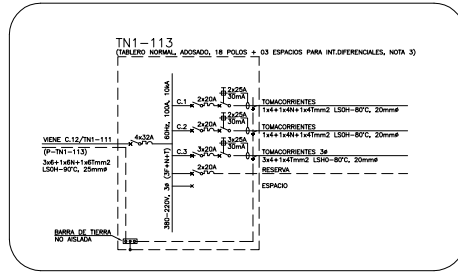 TN1-113
(TABLERO NORMAL, ADOSADO, 18 POLOS + 03 ESPACIOS PARA INT.DIFERENCIALES, NOTA 3)
380-220V, 3ø (3F+N+T) 60Hz, 100A, 10kA
2x25A
30mA
C.1
2x20A
TOMACORRIENTES
1x4+1x4N+1x4Tmm2 LSOH-80°C, 20mmø
2x25A
30mA
C.2
2x20A
TOMACORRIENTES
1x4+1x4N+1x4Tmm2 LSOH-80°C, 20mmø
3x25A
30mA
C.3
3x20A
TOMACORRIENTES 3ø
3x4+1x4Tmm2 LSHO-80°C, 20mmø
2x20A
RESERVA
ESPACIO
VIENE C.12/TN1-111
4x32A
(P-TN1-113)
3x6+1x6N+1x6Tmm2
LSOH-90°C, 25mmø
BARRA DE TIERRA
NO AISLADA